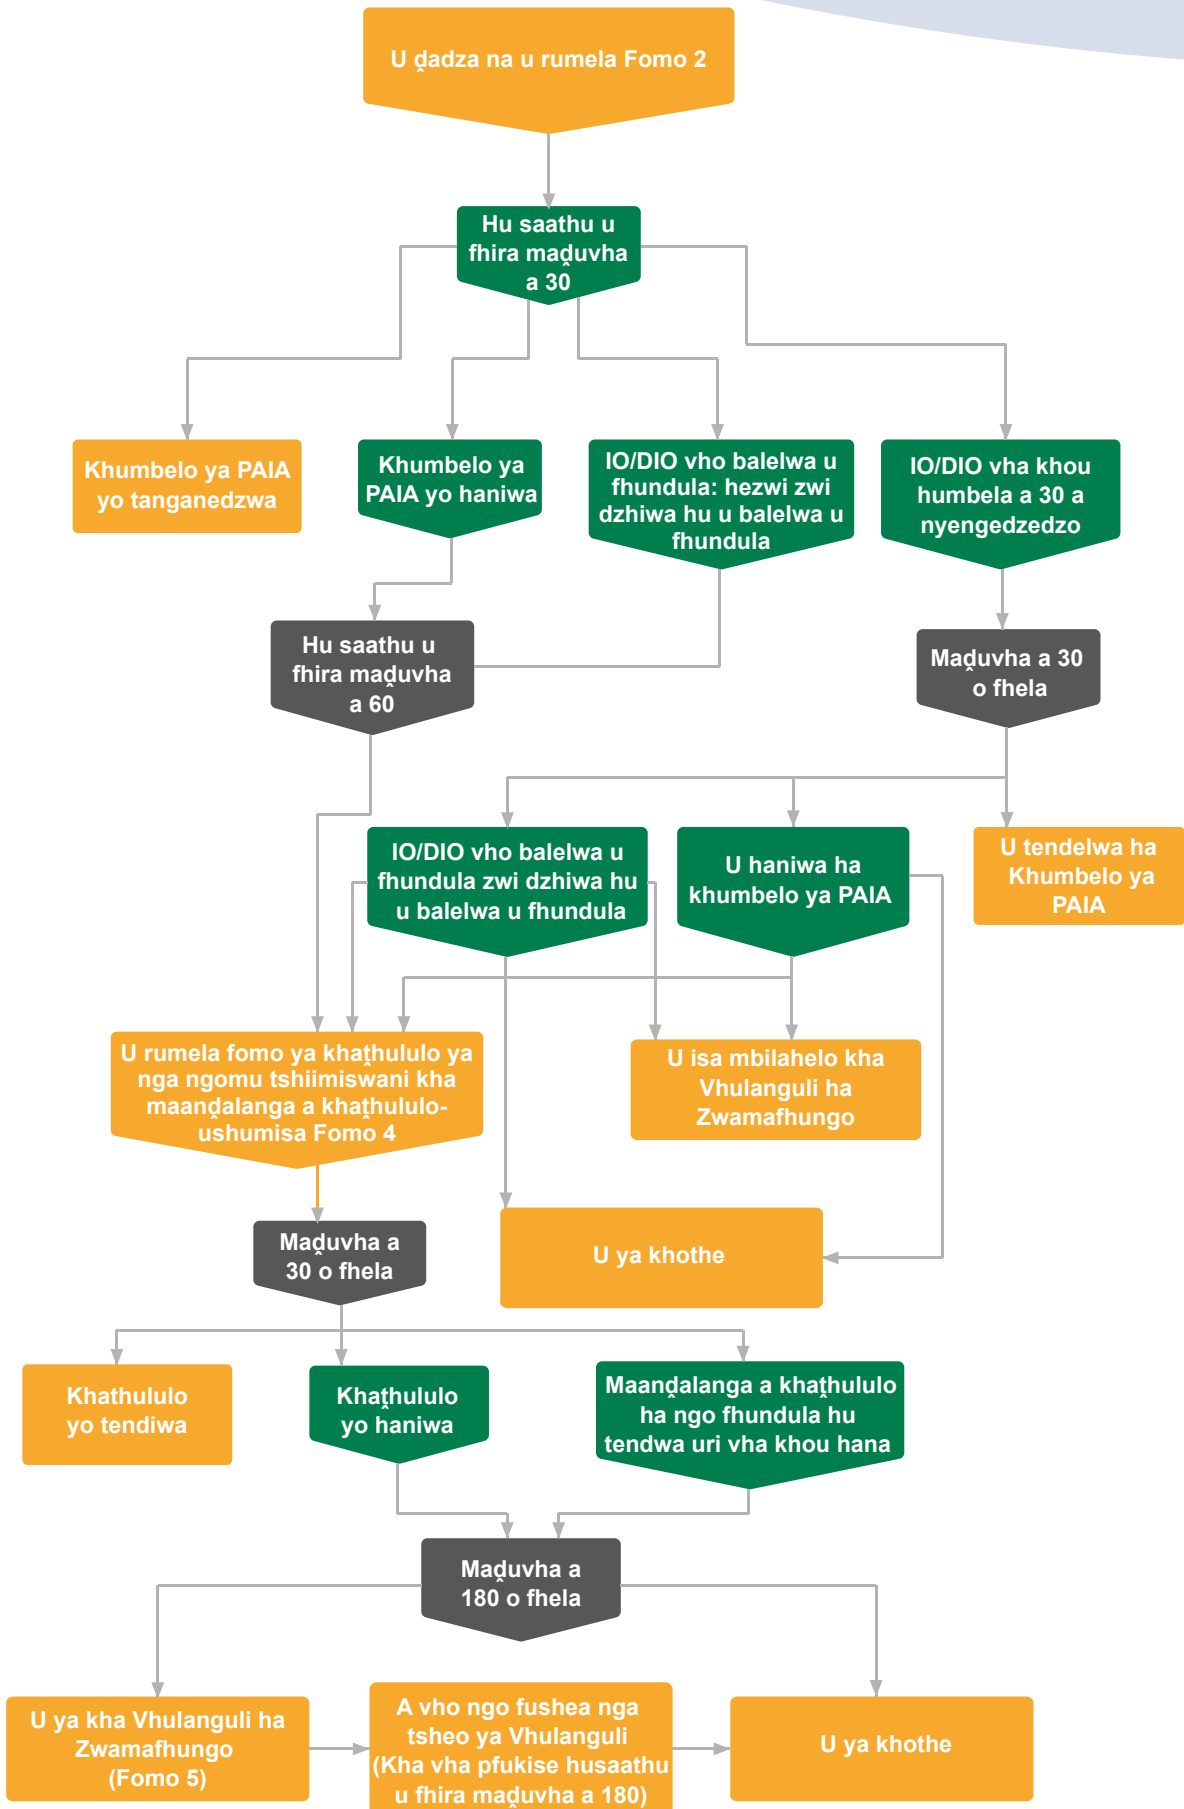 U ḓadza na u rumela Fomo 2
Hu saathu u
fhira maḓuvha
a 30
Khumbelo ya PAIA
yo tanganedzwa
Khumbelo ya
PAIA yo haniwa
IO/DIO vho balelwa u
fhundula: hezwi zwi
dzhiwa hu u balelwa u
fhundula
IO/DIO vha khou
humbela a 30 a
nyengedzedzo
Hu saathu u
fhira maḓuvha
a 60
Maḓuvha a 30
o fhela
IO/DIO vho balelwa u
fhundula zwi dzhiwa hu
u balelwa u fhundula
U haniwa ha
khumbelo ya PAIA
U tendelwa ha
Khumbelo ya
PAIA
U rumela fomo ya khaṱhululo ya
nga ngomu tshiimiswani kha
maanḓalanga a khaṱhululo-
ushumisa Fomo 4
U isa mbilahelo kha
Vhulanguli ha
Zwamafhungo
U ya khothe
Maḓuvha a
30 o fhela
Khathululo
yo tendiwa
Khaṱhululo
yo haniwa
Maanḓalanga a khaṱhululo
ha ngo fhundula hu
tendwa uri vha khou hana
Maḓuvha a
180 o fhela
U ya kha Vhulanguli ha
Zwamafhungo
(Fomo 5)
A vho ngo fushea nga
tsheo ya Vhulanguli
(Kha vha pfukise husaathu
u fhira maḓuvha a 180)
U ya khothe